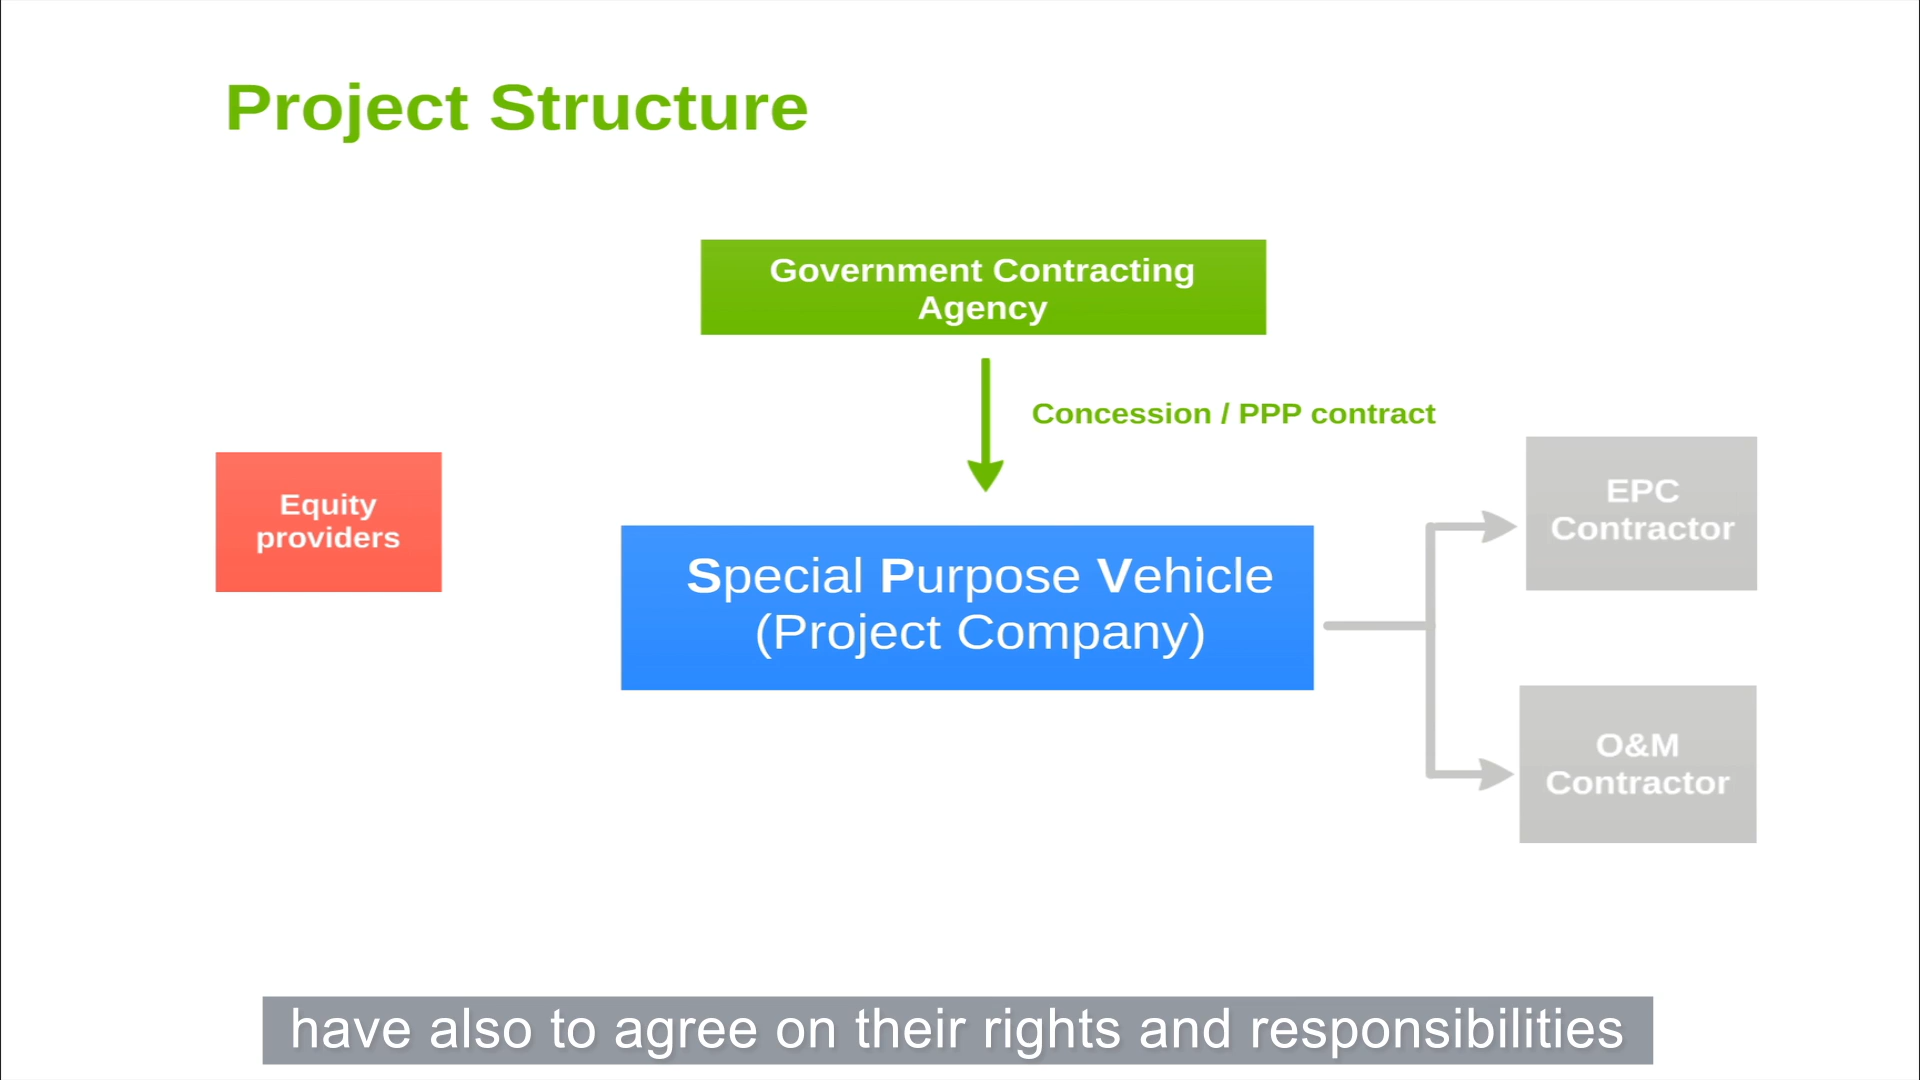 Project Structure
Government Contracting
Agency
Concession / PPP contract
Equity
providers
Special Purpose Vehicle
(Project Company)
EPC
Contractor
O&M
Contractor
have also to agree on their rights and responsibilities